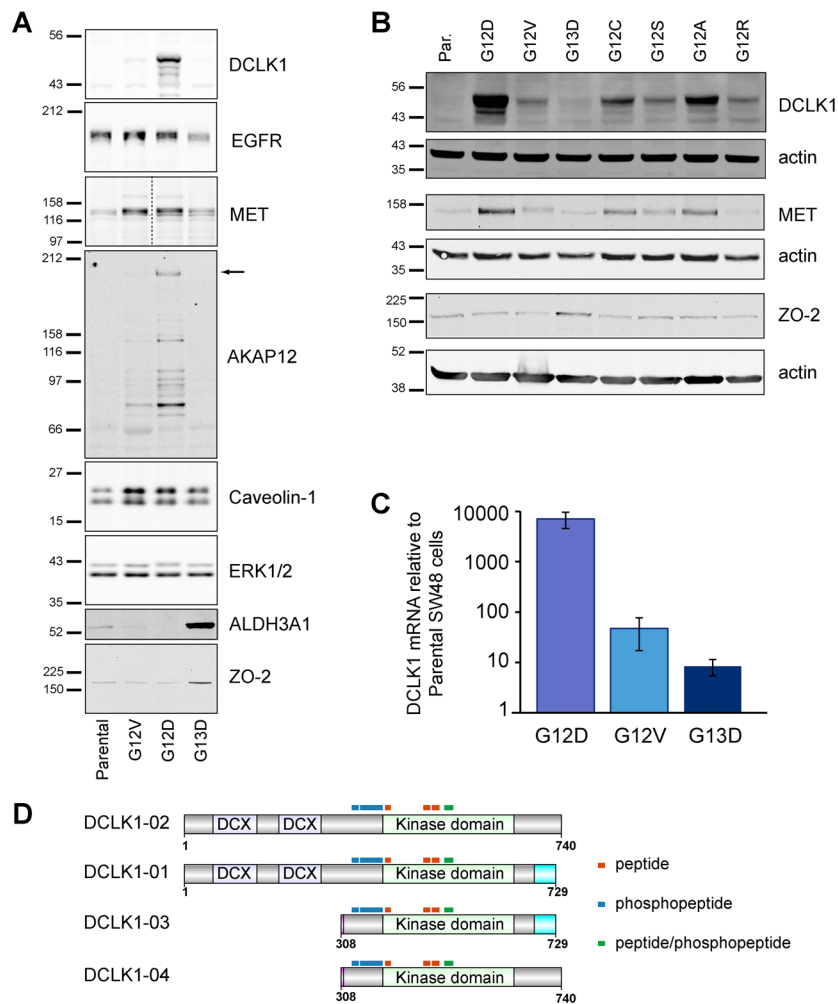 A
56
43
DCLK1
212
EGFR
158
116
97
MET
212
158
116
97
66
AKAP12
27
15
Caveolin-1
43
35
ERK1/2
52
ALDH3A1
225
150
ZO-2
Parental
G12V
G12D
G13D
B
Par.
G12D
G12V
G13D
G12C
G12S
G12A
G12R
56
43
DCLK1
43
35
actin
158
MET
43
35
actin
225
150
ZO-2
52
38
actin
C
DCLK1 mRNA relative to
Parental SW48 cells
10000
1000
100
10
1
G12D G12V G13D
D
DCLK1-02 DCX DCX Kinase domain
1 740
DCLK1-01 DCX DCX Kinase domain
1 729
DCLK1-03 Kinase domain
308 729
DCLK1-04 Kinase domain
308 740
peptide
phosphopeptide
peptide/phosphopeptide